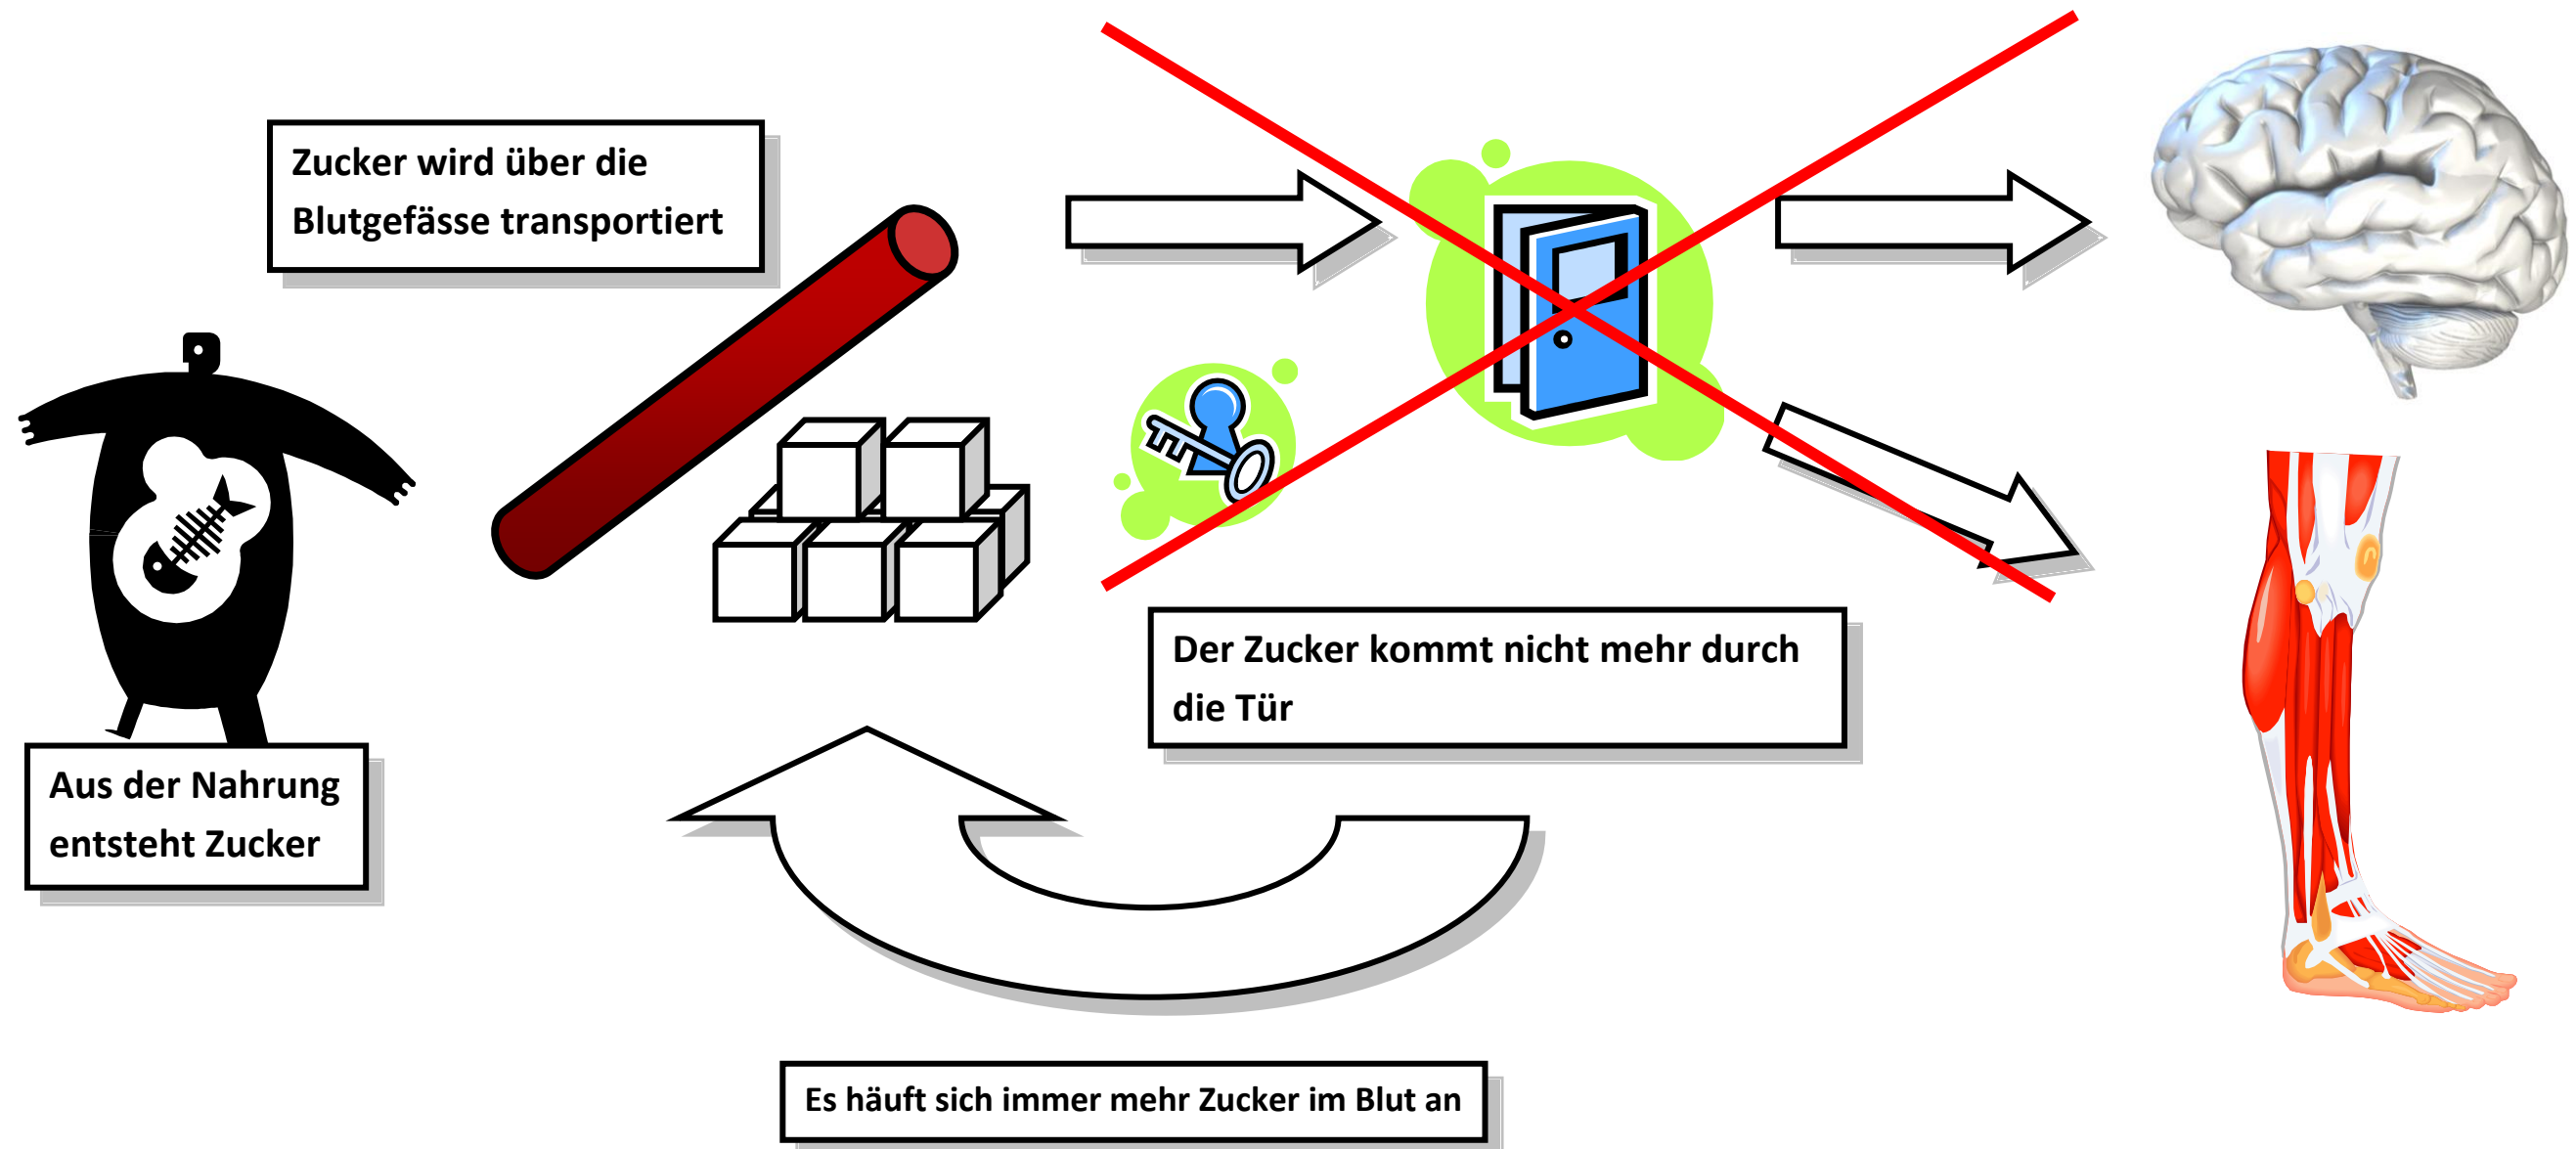 Zucker wird über die
Blutgefässe transportiert
Der Zucker kommt nicht mehr durch
die Tür
Aus der Nahrung
entsteht Zucker
Es häuft sich immer mehr Zucker im Blut an